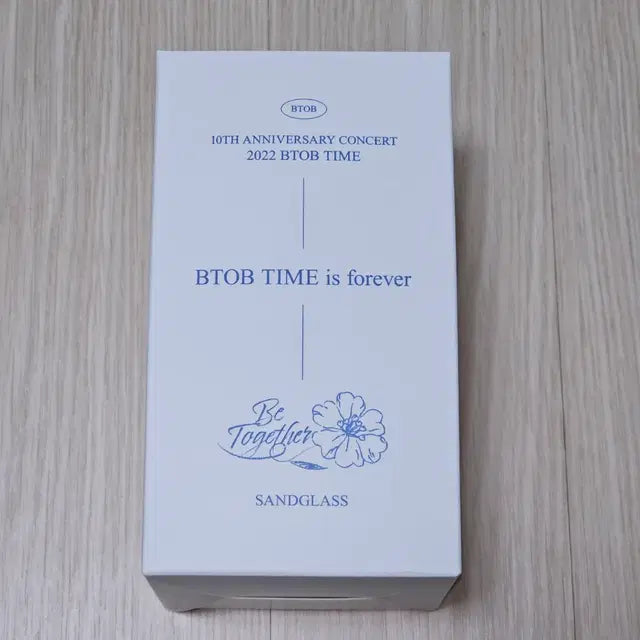 BTOB
10TH ANNIVERSARY CONCERT
2022 BTOB TIME
BTOB TIME is forever
Be
Together
SANDGLASS